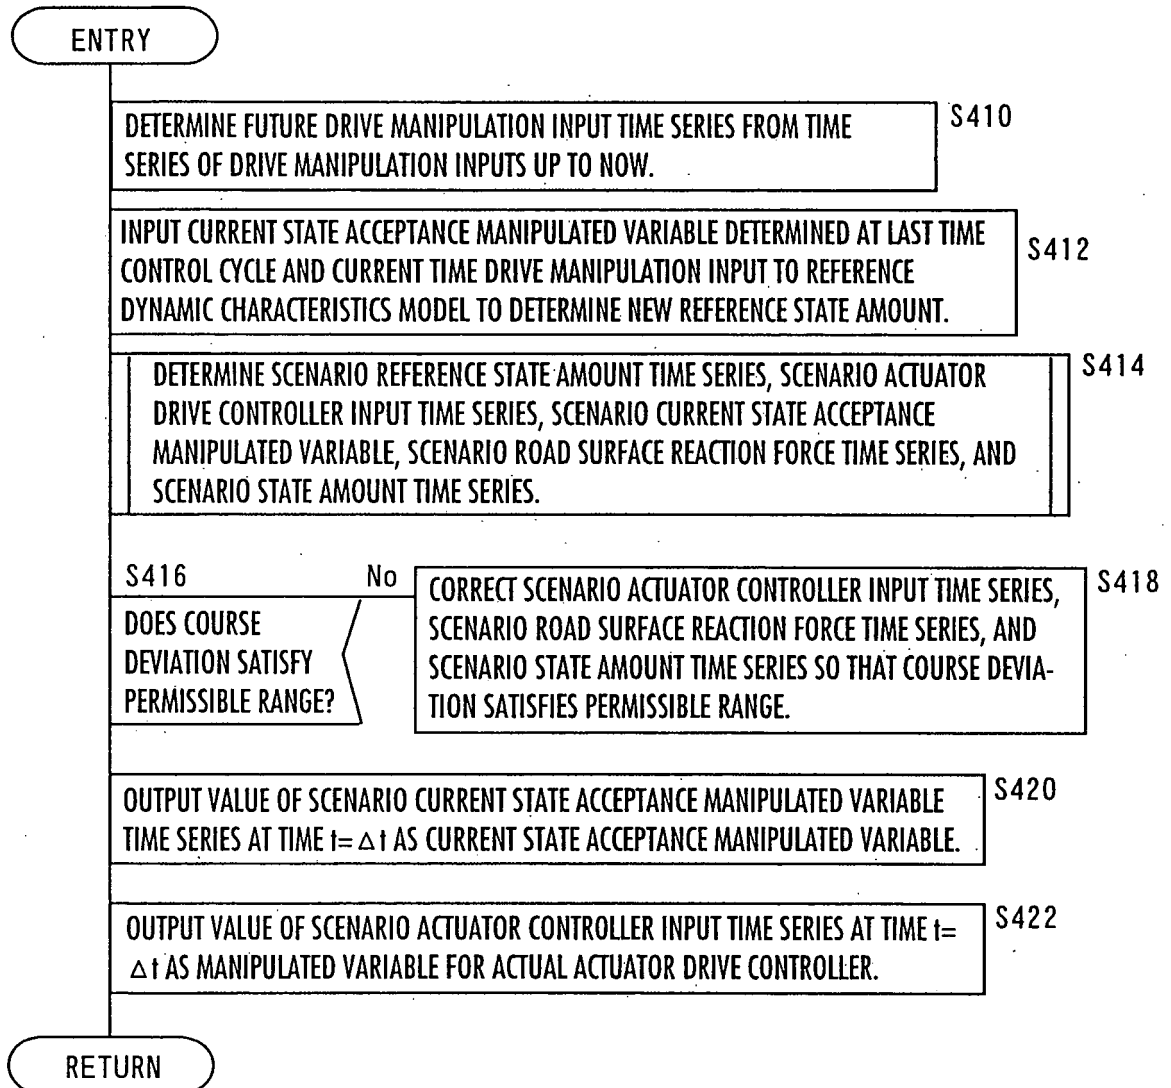 ENTRY
S410
DETERMINE FUTURE DRIVE MANIPULATION INPUT TIME SERIES FROM TIME
SERIES OF DRIVE MANIPULATION INPUTS UP TO NOW.
S412
INPUT CURRENT STATE ACCEPTANCE MANIPULATED VARIABLE DETERMINED AT LAST TIME
CONTROL CYCLE AND CURRENT TIME DRIVE MANIPULATION INPUT TO REFERENCE
DYNAMIC CHARACTERISTICS MODEL TO DETERMINE NEW REFERENCE STATE AMOUNT.
S414
DETERMINE SCENARIO REFERENCE STATE AMOUNT TIME SERIES, SCENARIO ACTUATOR
DRIVE CONTROLLER INPUT TIME SERIES, SCENARIO CURRENT STATE ACCEPTANCE
MANIPULATED VARIABLE, SCENARIO ROAD SURFACE REACTION FORCE TIME SERIES, AND
SCENARIO STATE AMOUNT TIME SERIES.
S416
No
DOES COURSE
DEVIATION SATISFY
PERMISSIBLE RANGE?
S418
CORRECT SCENARIO ACTUATOR CONTROLLER INPUT TIME SERIES,
SCENARIO ROAD SURFACE REACTION FORCE TIME SERIES, AND
SCENARIO STATE AMOUNT TIME SERIES SO THAT COURSE DEVIA-
TION SATISFIES PERMISSIBLE RANGE.
S420
OUTPUT VALUE OF SCENARIO CURRENT STATE ACCEPTANCE MANIPULATED VARIABLE
TIME SERIES AT TIME t= △t AS CURRENT STATE ACCEPTANCE MANIPULATED VARIABLE.
S422
OUTPUT VALUE OF SCENARIO ACTUATOR CONTROLLER INPUT TIME SERIES AT TIME t=
△t AS MANIPULATED VARIABLE FOR ACTUAL ACTUATOR DRIVE CONTROLLER.
RETURN